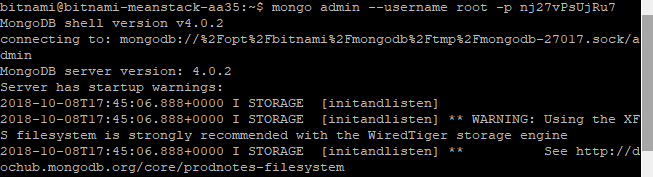 bitnami@bitnami-meanstack-aa35:~$ mongo admin --username root -p nj27vPsUjRu7
MongoDB shell version v4.0.2
connecting to: mongodb://%2Fopt%2Fbitnami%2Fmongodb%2Ftmp%2Fmongodb-27017.sock/a
dmin
MongoDB server version: 4.0.2
Server has startup warnings:
2018-10-08T17:45:06.888+0000 I STORAGE  [initandlisten]
2018-10-08T17:45:06.888+0000 I STORAGE  [initandlisten] ** WARNING: Using the XF
S filesystem is strongly recommended with the WiredTiger storage engine
2018-10-08T17:45:06.888+0000 I STORAGE  [initandlisten] **          See http://d
ochub.mongodb.org/core/prodnotes-filesystem